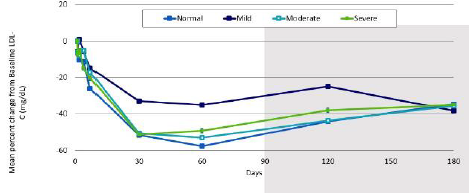 Normal Mild Moderate Severe
20
0
-20
-40
-60
0 30 60 90 120 150 180
Days
Mean percent change from Baseline LDL-
C (mg/dL)